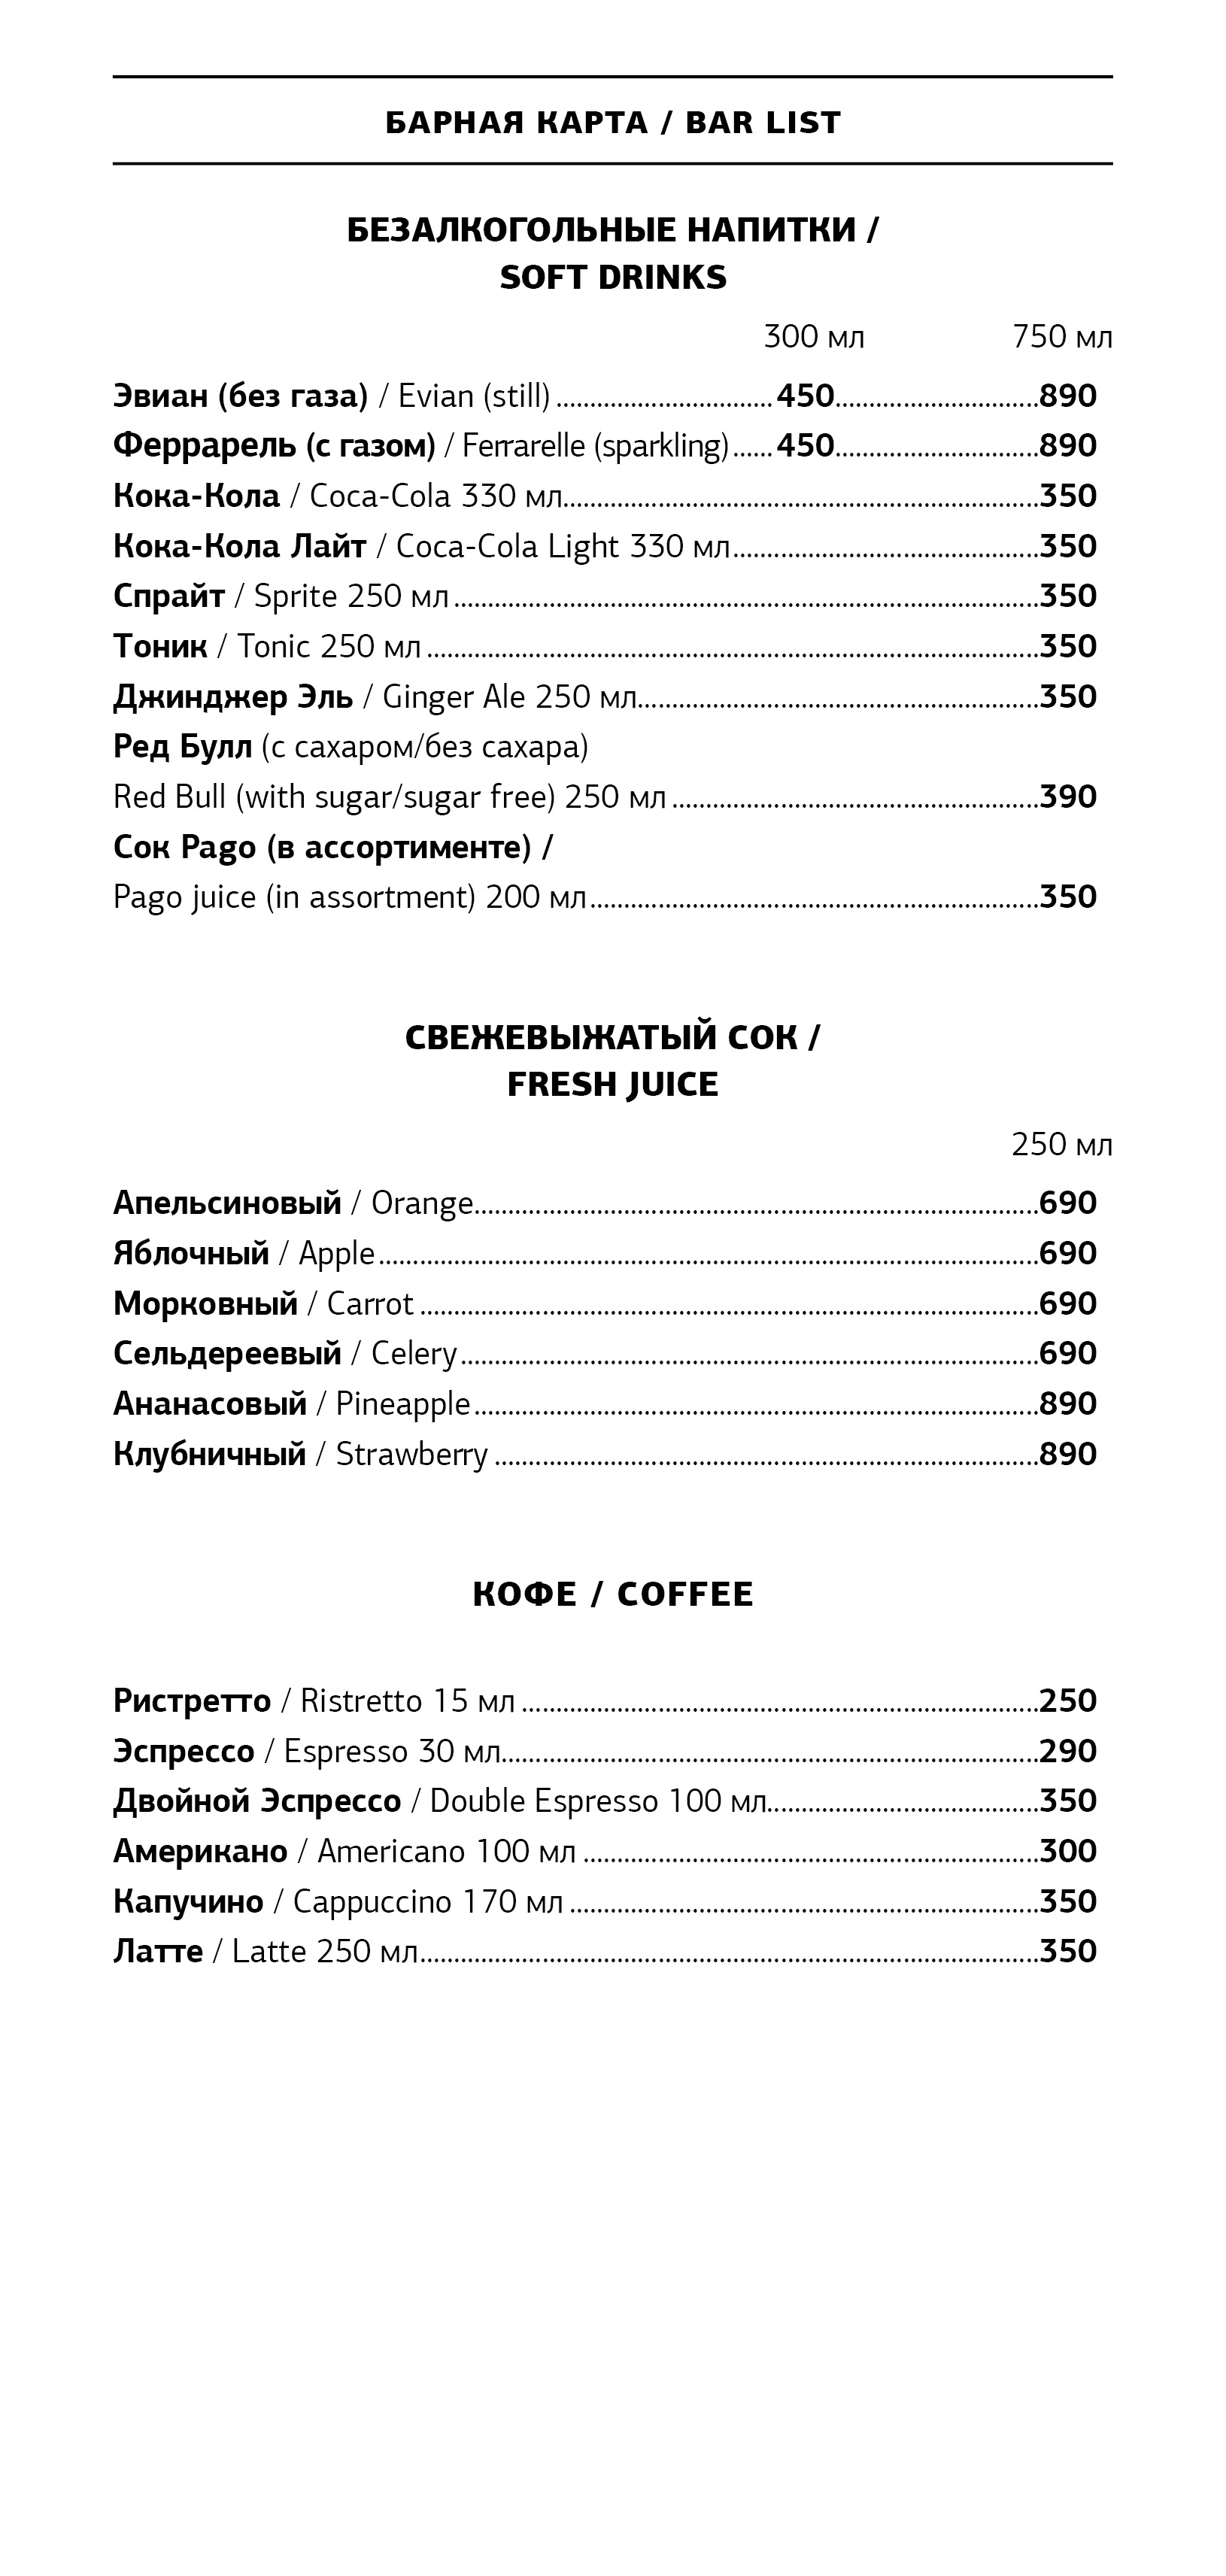 БАРНАЯ КАРТА / BAR LIST
БЕЗАЛКОГОЛЬНЫЕ НАПИТКИ /
SOFT DRINKS
300 мл 750 мл
Эвиан (без газа) / Evian (still) ................................ 450..............................890
Феррарель (с газом) / Ferrarelle (sparkling) ...... 450..............................890
Кока-Кола / Coca-Cola 330 мл......................................................................350
Кока-Кола Лайт / Coca-Cola Light 330 мл.............................................350
Спрайт / Sprite 250 мл ......................................................................................350
Тоник / Tonic 250 мл ..........................................................................................350
Джинджер Эль / Ginger Ale 250 мл...........................................................350
Ред Булл (с сахаром/без сахара)
Red Bull (with sugar/sugar free) 250 мл ......................................................390
Сок Pago (в ассортименте) /
Pago juice (in assortment) 200 мл ..................................................................350
СВЕЖЕВЫЖАТЫЙ СОК /
FRESH JUICE
250 мл
Апельсиновый / Orange...................................................................................690
Яблочный / Apple .................................................................................................690
Морковный / Carrot ...........................................................................................690
Сельдереевый / Celery .....................................................................................690
Ананасовый / Pineapple ...................................................................................890
Клубничный / Strawberry ................................................................................890
КОФЕ / COFFEE
Ристретто / Ristretto 15 мл ............................................................................250
Эспрессо / Espresso 30 мл...............................................................................290
Двойной Эспрессо / Double Espresso 100 мл........................................350
Американо / Americano 100 мл ...................................................................300
Капучино / Cappuccino 170 мл .....................................................................350
Латте / Latte 250 мл...........................................................................................350